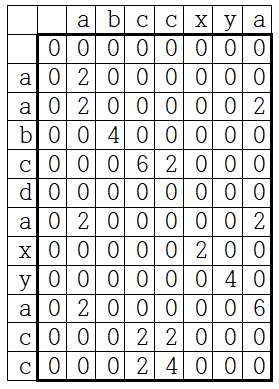 a b c c x y a
0 0 0 0 0 0 0 0
a 0 2 0 0 0 0 0 0
a 0 2 0 0 0 0 0 2
b 0 0 4 0 0 0 0 0
c 0 0 0 6 2 0 0 0
d 0 0 0 0 0 0 0 0
a 0 2 0 0 0 0 0 2
x 0 0 0 0 0 2 0 0
y 0 0 0 0 0 0 4 0
a 0 2 0 0 0 0 0 6
c 0 0 0 2 2 0 0 0
c 0 0 0 2 4 0 0 0